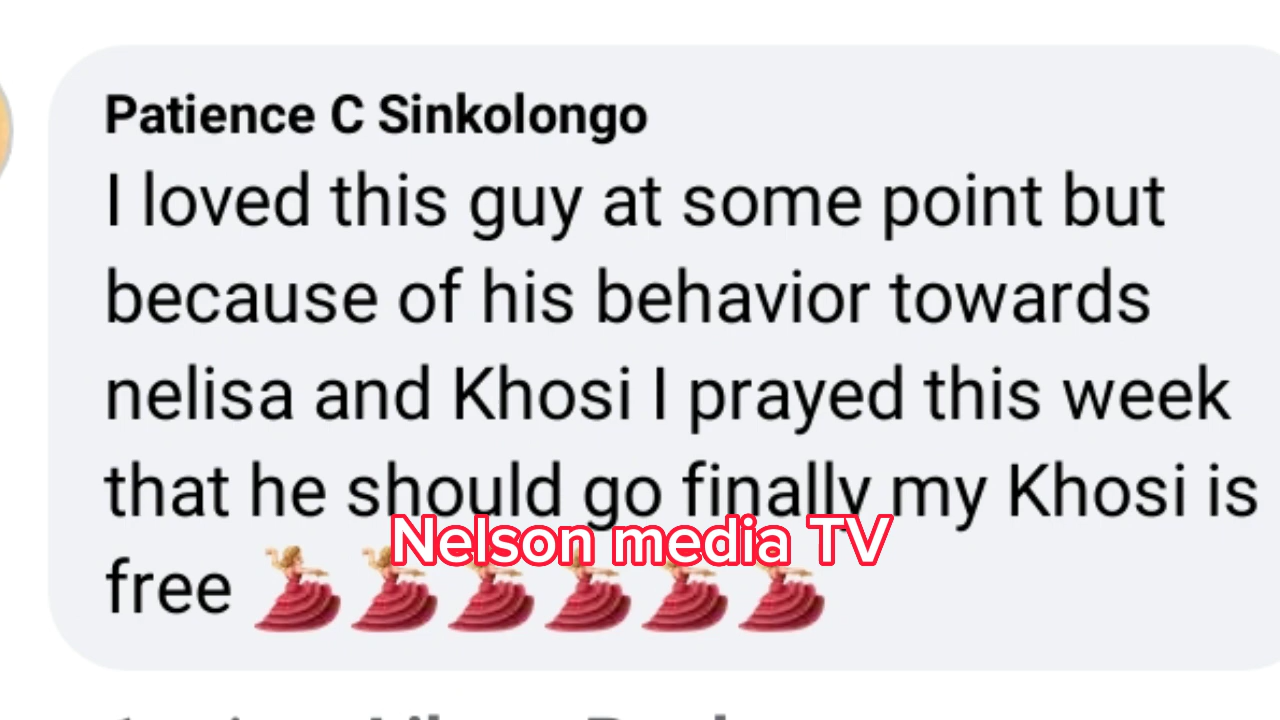 Patience C Sinkolongo
I loved this guy at some point but
because of his behavior towards
nelisa and Khosi I prayed this week
that he should go finally my Khosi is
Nelson media TV
free 💃💃💃💃💃💃